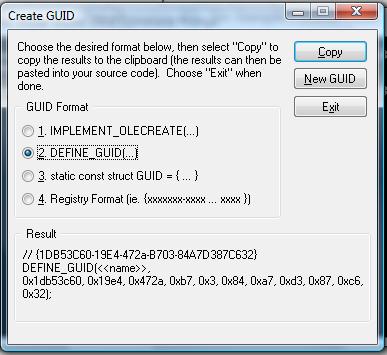 Create GUID
Choose the desired format below, then select "Copy" to
copy the results to the clipboard (the results can then be
pasted into your source code). Choose "Exit" when
done.
Copy
New GUID
Exit
GUID Format
1. IMPLEMENT_OLECREATE(...)
2. DEFINE_GUID(...)
3. static const struct GUID = { ... }
4. Registry Format (ie. {xxxxxxx-xxxx ... xxxx })
Result
// {1DB53C60-19E4-472a-B703-84A7D387C632}
DEFINE_GUID(<<name>>,
0x1db53c60, 0x19e4, 0x472a, 0xb7, 0x3, 0x84, 0xa7, 0xd3, 0x87, 0xc6,
0x32);